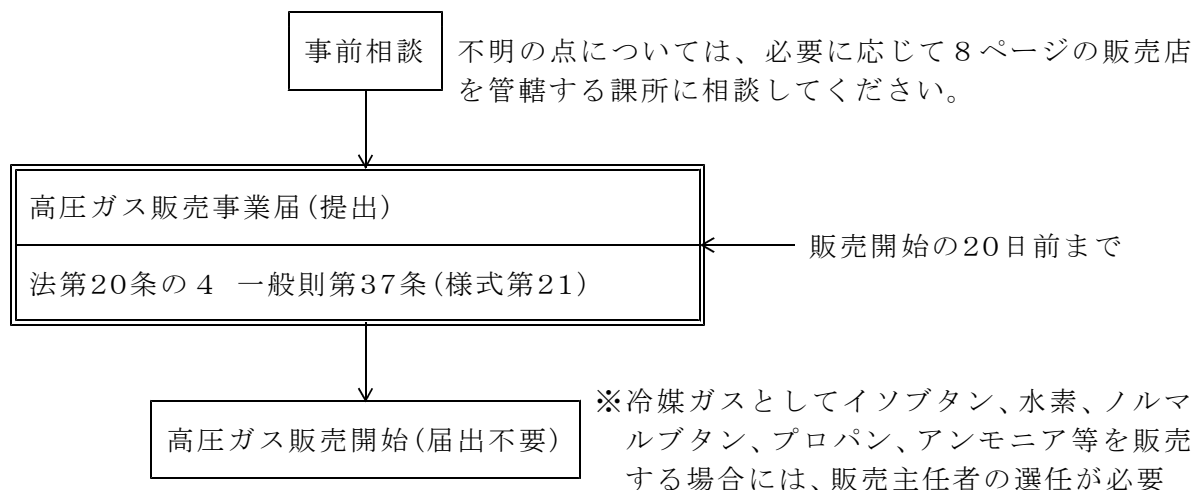 事前相談
不明の点については、必要に応じて8ページの販売店
を管轄する課所に相談してください。
高圧ガス販売事業届(提出)
販売開始の20日前まで
法第20条の4 一般則第37条(様式第21)
高圧ガス販売開始(届出不要)
※冷媒ガスとしてイソブタン、水素、ノルマ
ルブタン、プロパン、アンモニア等を販売
する場合には、販売主任者の選任が必要